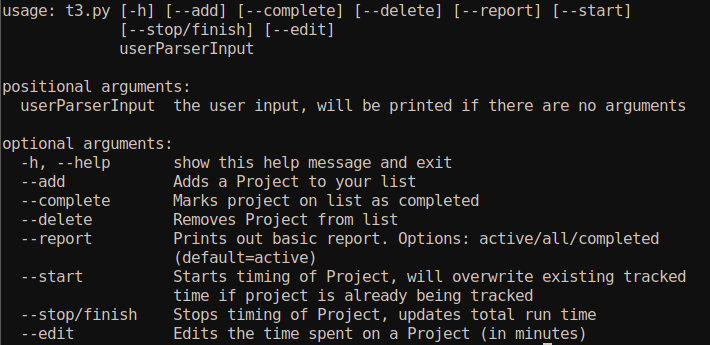 usage: t3.py [-h] [--add] [--complete] [--delete] [--report] [--start]
[--stop/finish] [--edit]
userParserInput
positional arguments:
userParserInput  the user input, will be printed if there are no arguments
optional arguments:
-h, --help       show this help message and exit
--add            Adds a Project to your list
--complete       Marks project on list as completed
--delete         Removes Project from list
--report         Prints out basic report. Options: active/all/completed
(default=active)
--start          Starts timing of Project, will overwrite existing tracked
time if project is already being tracked
--stop/finish    Stops timing of Project, updates total run time
--edit           Edits the time spent on a Project (in minutes)